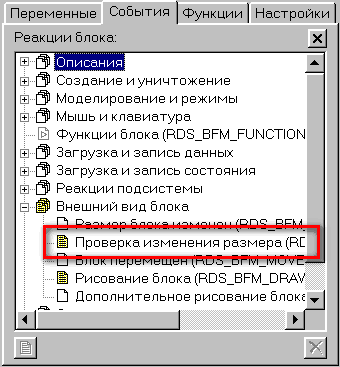 Переменные События Функции Настройки
Реакции блока:
Описания
Создание и уничтожение
Моделирование и режимы
Мышь и клавиатура
Функции блока (RDS_BFM_FUNCTION
Загрузка и запись данных
Загрузка и запись состояния
Реакции подсистемы
Внешний вид блока
Размер блока изменен (RDS_BFM_
Проверка изменения размера (RD
Блок перемещен (RDS_BFM_MOVE
Рисование блока (RDS_BFM_DRAW
Дополнительное рисование блока